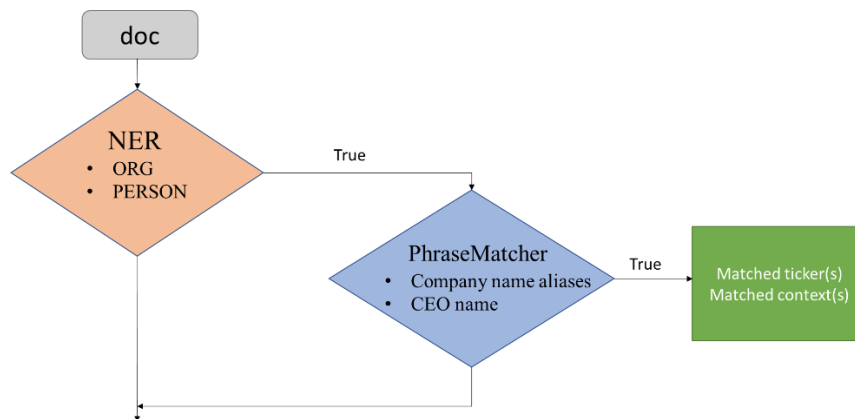 doc
NER
• ORG
• PERSON
True
PhraseMatcher
• Company name aliases
• CEO name
True
Matched ticker(s)
Matched context(s)